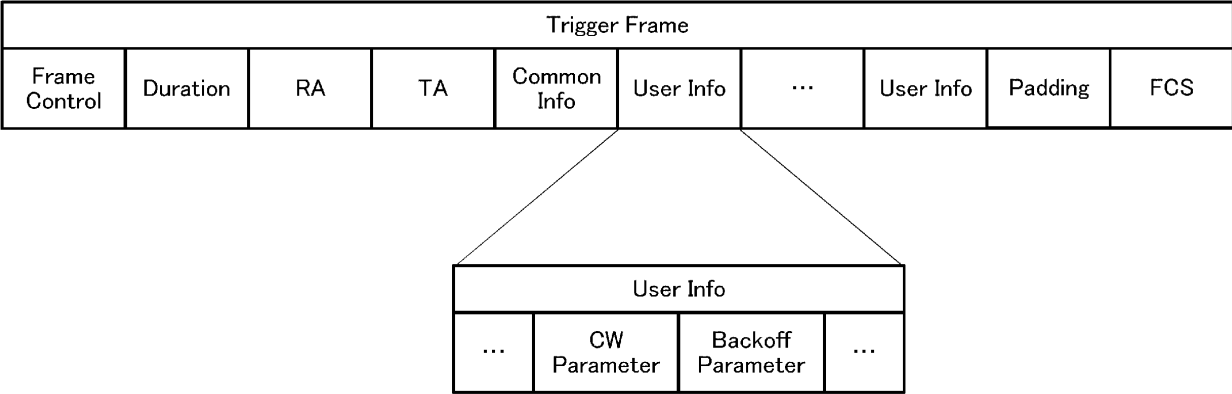 Trigger Frame
Frame
Control
Duration
RA
TA
Common
Info
User Info
…
User Info
Padding
FCS
User Info
…
CW
Parameter
Backoff
Parameter
…